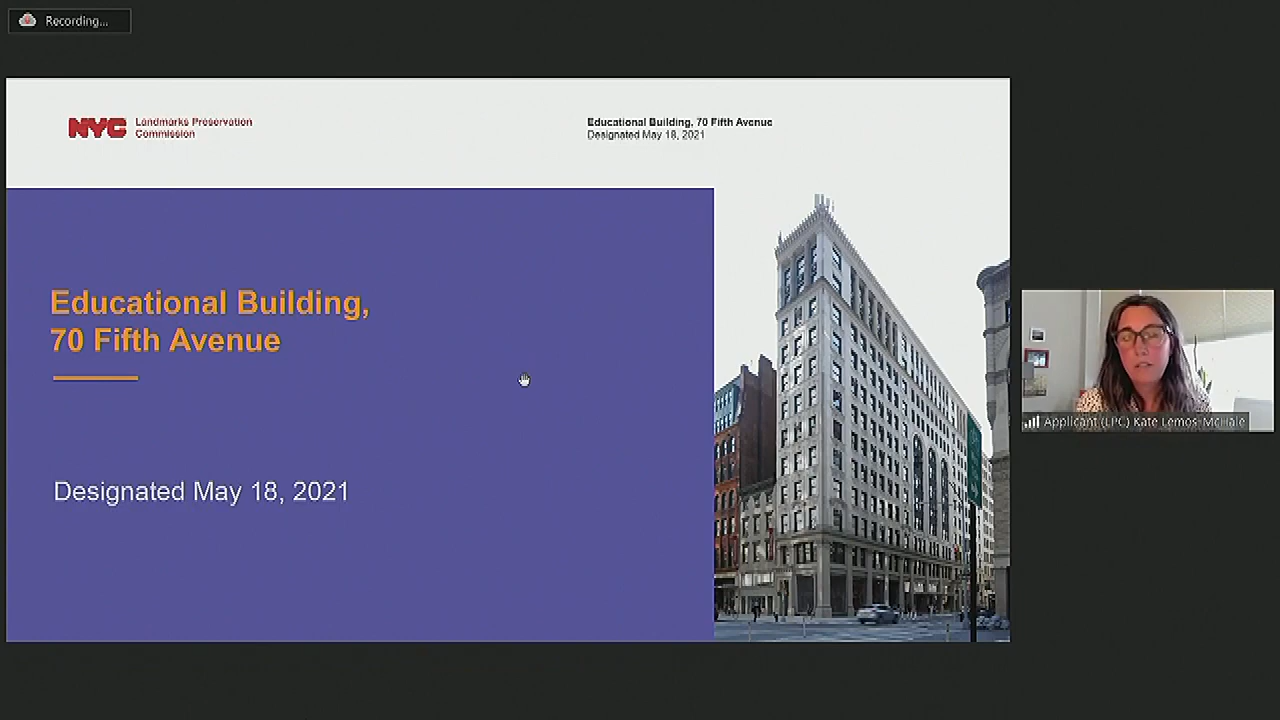 Recording...
NYC
Landmarks Preservation
Commission
Educational Building, 70 Fifth Avenue
Designated May 18, 2021
Educational Building,
70 Fifth Avenue
Designated May 18, 2021
Applicant (LPC) Kate Lemos McHale